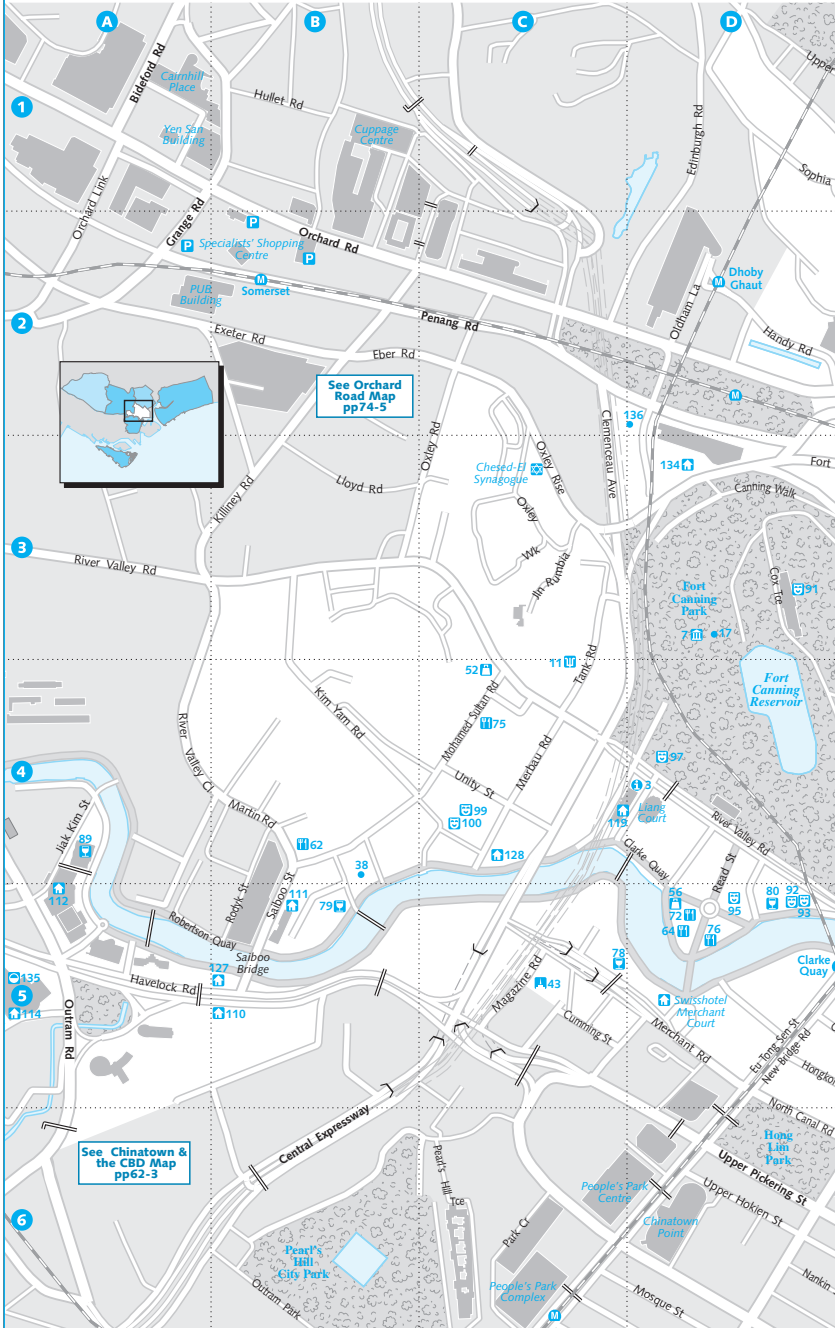 A
B
C
D
Bideford Rd
Cairnhill
Place
Hullet Rd
Upper
1
Yen San
Building
Cuppage
Centre
Edinburgh Rd
Sophia
Orchard Link
Grange Rd
P
Orchard Rd
P
Specialists' Shopping
Centre
P
M
Somerset
PUB
Building
Dhoby
Ghaut
M
Oldham La
2
Exeter Rd
Penang Rd
Handy Rd
Eber Rd
See Orchard
Road Map
pp74-5
M
136
Clemenceau Ave
Oxley Rd
Oxley Rise
Chesed-El
Synagogue
134
Fort
Killiney Rd
Lloyd Rd
Canning Walk
Oxley
Wk
3
River Valley Rd
Jln Rumbia
Cox Tce
91
Fort
Canning
Park
7
17
52
11
Tank Rd
Fort
Canning
Reservoir
Kim Yam Rd
Mohamed Sultan Rd
75
River Valley Cl
Merbau Rd
97
4
Unity St
3
Jiak Kim St
Martin Rd
99
100
Liang
Court
119
River Valley Rd
89
62
128
Clarke Quay
38
Read St
112
Rodyk St
Saiboo St
111
79
56
72
95
80
92
93
64
76
Robertson Quay
Saiboo
Bridge
78
Clarke
Quay
135
127
Havelock Rd
5
Magazine Rd
43
Swissotel
Merchant
Court
114
110
Outram Rd
Cumming St
Merchant Rd
Eu Tong Sen St
New Bridge Rd
Hongko
North Canal Rd
Central Expressway
Hong
Lim
Park
See Chinatown &
the CBD Map
pp62-3
Pearl's Hill Tce
Upper Pickering St
People's Park
Centre
Upper Hokien St
6
Park Cr
Chinatown
Point
Pearl's
Hill
City Park
Nankin
People's Park
Complex
Outram Park
Mosque St
M